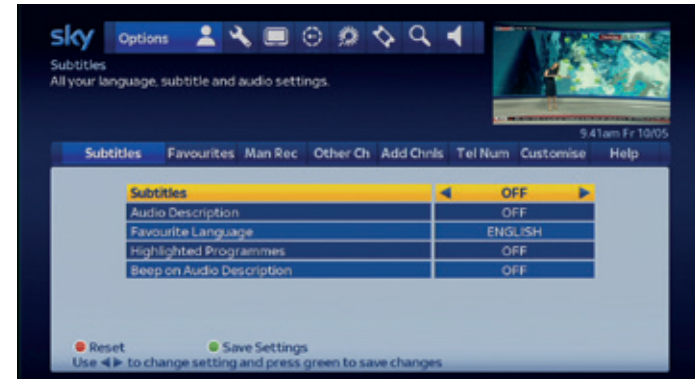 sky Options
Subtitles
All your language, subtitle and audio settings.
9.41am Fr 10/05
Subtitles Favourites Man Rec Other Ch Add Chnls Tel Num Customise Help
Subtitles OFF
Audio Description OFF
Favourite Language ENGLISH
Highlighted Programmes OFF
Beep on Audio Description OFF
Reset Save Settings
Use ◀▶ to change setting and press green to save changes